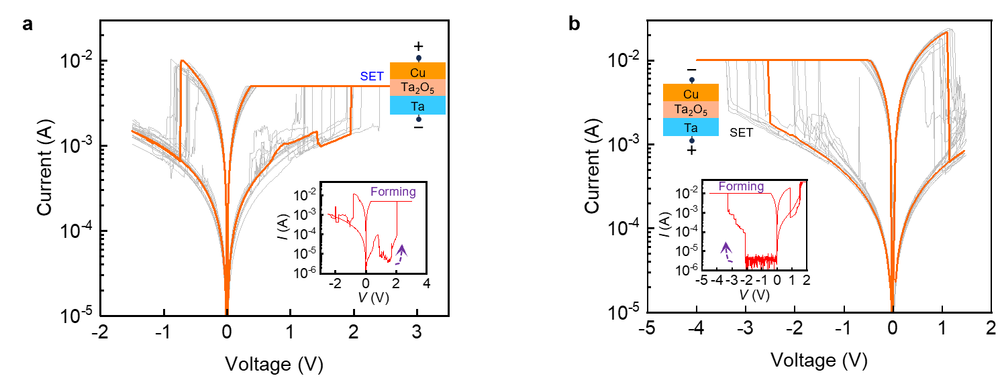 a
Current (A)
10⁻²
10⁻³
10⁻⁴
10⁻⁵
-2 -1 0 1 2 3
Voltage (V)
SET
+
Cu
Ta₂O₅
Ta
−
Forming
I (A)
10⁻²
10⁻³
10⁻⁴
10⁻⁵
10⁻⁶
-2 0 2 4
V (V)
b
Current (A)
10⁻²
10⁻³
10⁻⁴
10⁻⁵
-5 -4 -3 -2 -1 0 1 2
Voltage (V)
−
Cu
Ta₂O₅
Ta
+
SET
Forming
I (A)
10⁻²
10⁻³
10⁻⁴
10⁻⁵
10⁻⁶
-5 -4 -3 -2 -1 0 1 2
V (V)